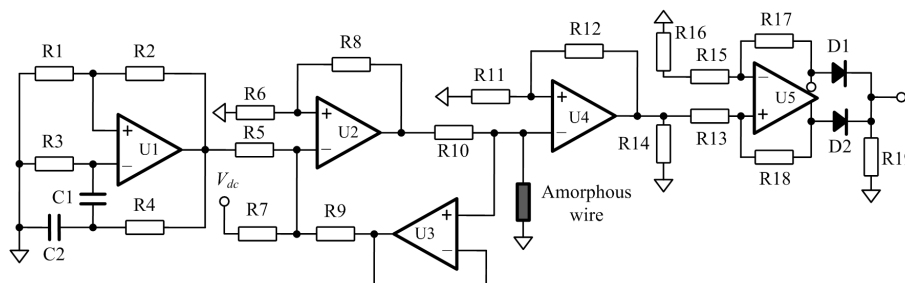 R1
R2
R3
U1
C1
R4
C2
R8
R6
R5
U2
V_dc
R7
R9
U3
R10
R12
R11
U4
Amorphous
wire
R14
R16
R15
R17
U5
R13
R18
D1
D2
R19